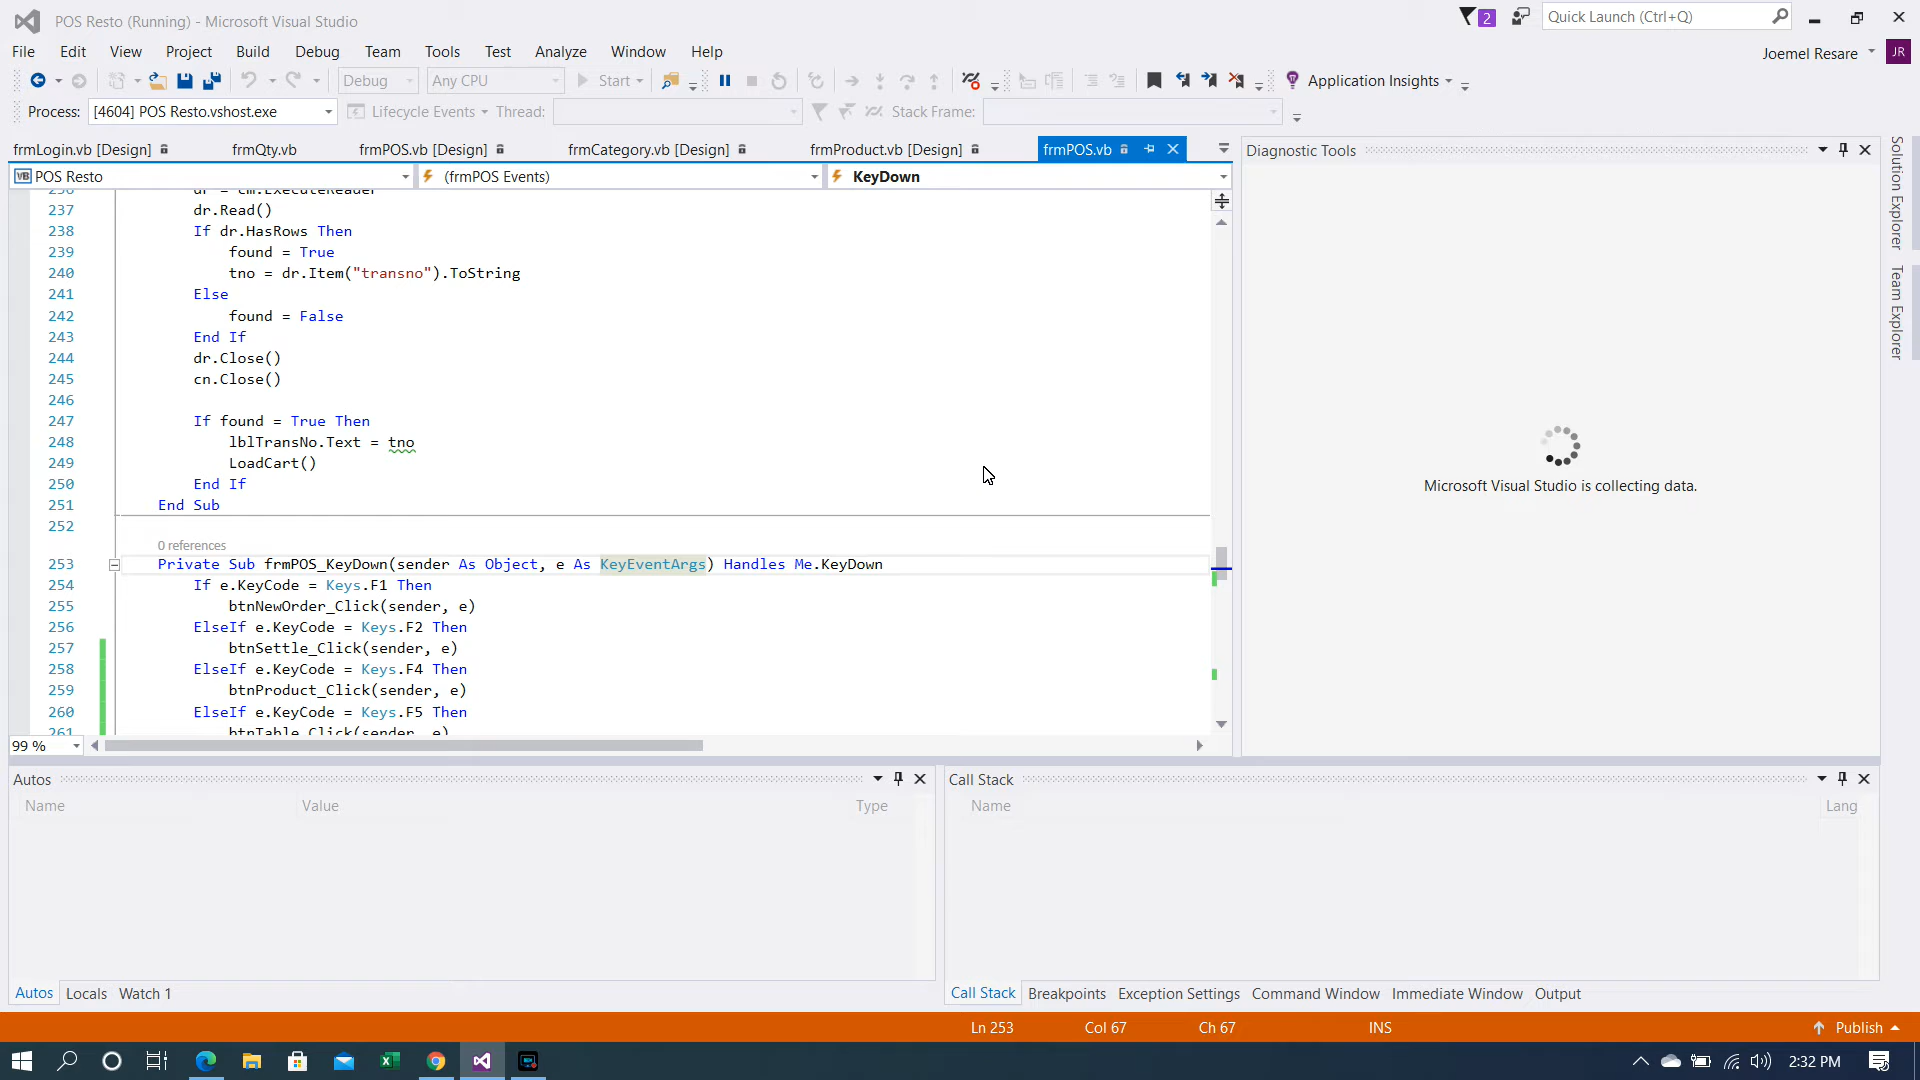 POS Resto (Running) - Microsoft Visual Studio
2
Quick Launch (Ctrl+Q)
File Edit View Project Build Debug Team Tools Test Analyze Window Help
Joemel Resare JR
Debug Any CPU Start Application Insights
Process: [4604] POS Resto.vshost.exe Lifecycle Events Thread: Stack Frame:
frmLogin.vb [Design] frmQty.vb frmPOS.vb [Design] frmCategory.vb [Design] frmProduct.vb [Design] frmPOS.vb
POS Resto (frmPOS Events) KeyDown
236 dr = cm.ExecuteReader
237 dr.Read()
238 If dr.HasRows Then
239 found = True
240 tno = dr.Item("transno").ToString
241 Else
242 found = False
243 End If
244 dr.Close()
245 cn.Close()
246
247 If found = True Then
248 lblTransNo.Text = tno
249 LoadCart()
250 End If
251 End Sub
252
0 references
253 Private Sub frmPOS_KeyDown(sender As Object, e As KeyEventArgs) Handles Me.KeyDown
254 If e.KeyCode = Keys.F1 Then
255 btnNewOrder_Click(sender, e)
256 ElseIf e.KeyCode = Keys.F2 Then
257 btnSettle_Click(sender, e)
258 ElseIf e.KeyCode = Keys.F4 Then
259 btnProduct_Click(sender, e)
260 ElseIf e.KeyCode = Keys.F5 Then
261 btnTable_Click(sender, e)
99 %
Diagnostic Tools
Microsoft Visual Studio is collecting data.
Solution Explorer
Team Explorer
Autos
Name Value Type
Autos Locals Watch 1
Call Stack
Name Lang
Call Stack Breakpoints Exception Settings Command Window Immediate Window Output
Ln 253 Col 67 Ch 67 INS Publish
2:32 PM